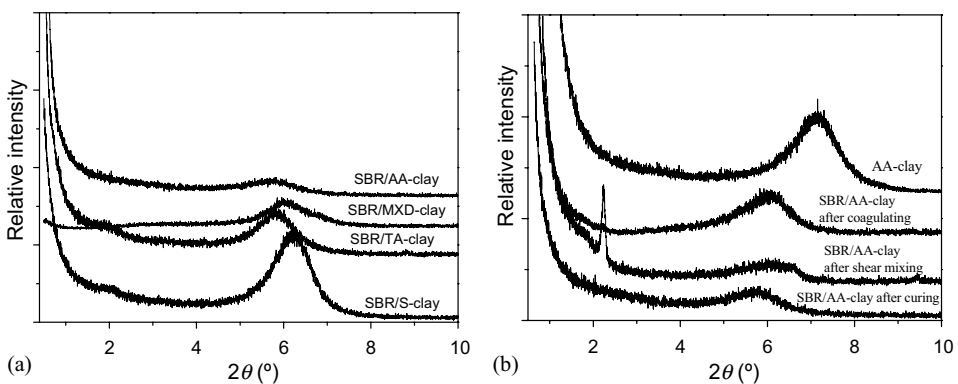 Relative intensity
SBR/AA-clay
SBR/MXD-clay
SBR/TA-clay
SBR/S-clay
2 4 6 8 10
2θ (º)
(a)
Relative intensity
AA-clay
SBR/AA-clay
after coagulating
SBR/AA-clay
after shear mixing
SBR/AA-clay after curing
2 4 6 8 10
2θ (º)
(b)